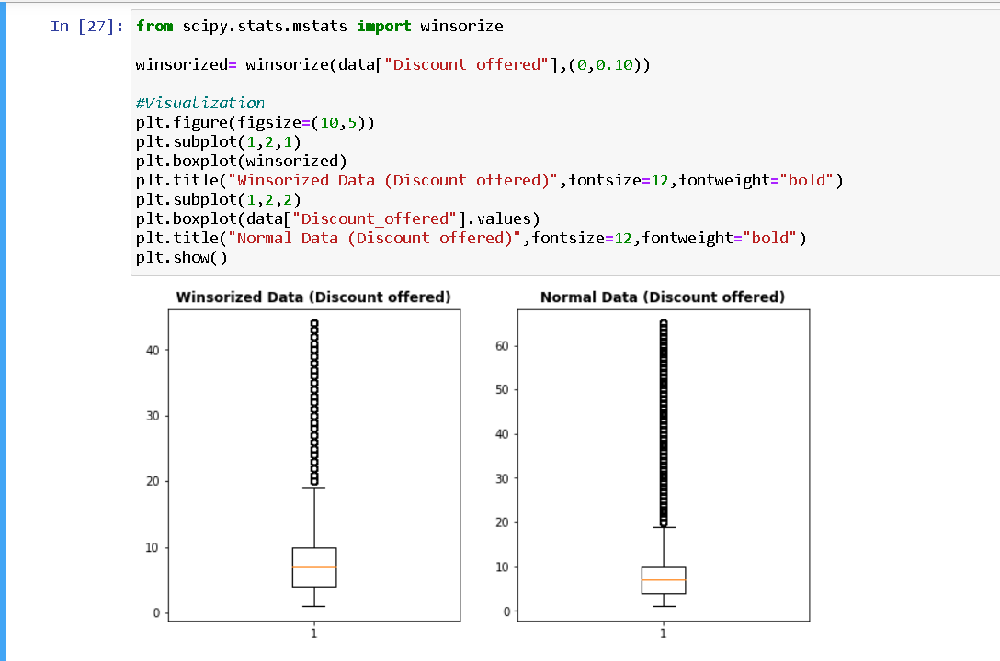 In [27]: from scipy.stats.mstats import winsorize
winsorized= winsorize(data["Discount_offered"],(0,0.10))
#Visualization
plt.figure(figsize=(10,5))
plt.subplot(1,2,1)
plt.boxplot(winsorized)
plt.title("Winsorized Data (Discount offered)",fontsize=12,fontweight="bold")
plt.subplot(1,2,2)
plt.boxplot(data["Discount_offered"].values)
plt.title("Normal Data (Discount offered)",fontsize=12,fontweight="bold")
plt.show()
Winsorized Data (Discount offered)
40
30
20
10
0
1
Normal Data (Discount offered)
60
50
40
30
20
10
0
1